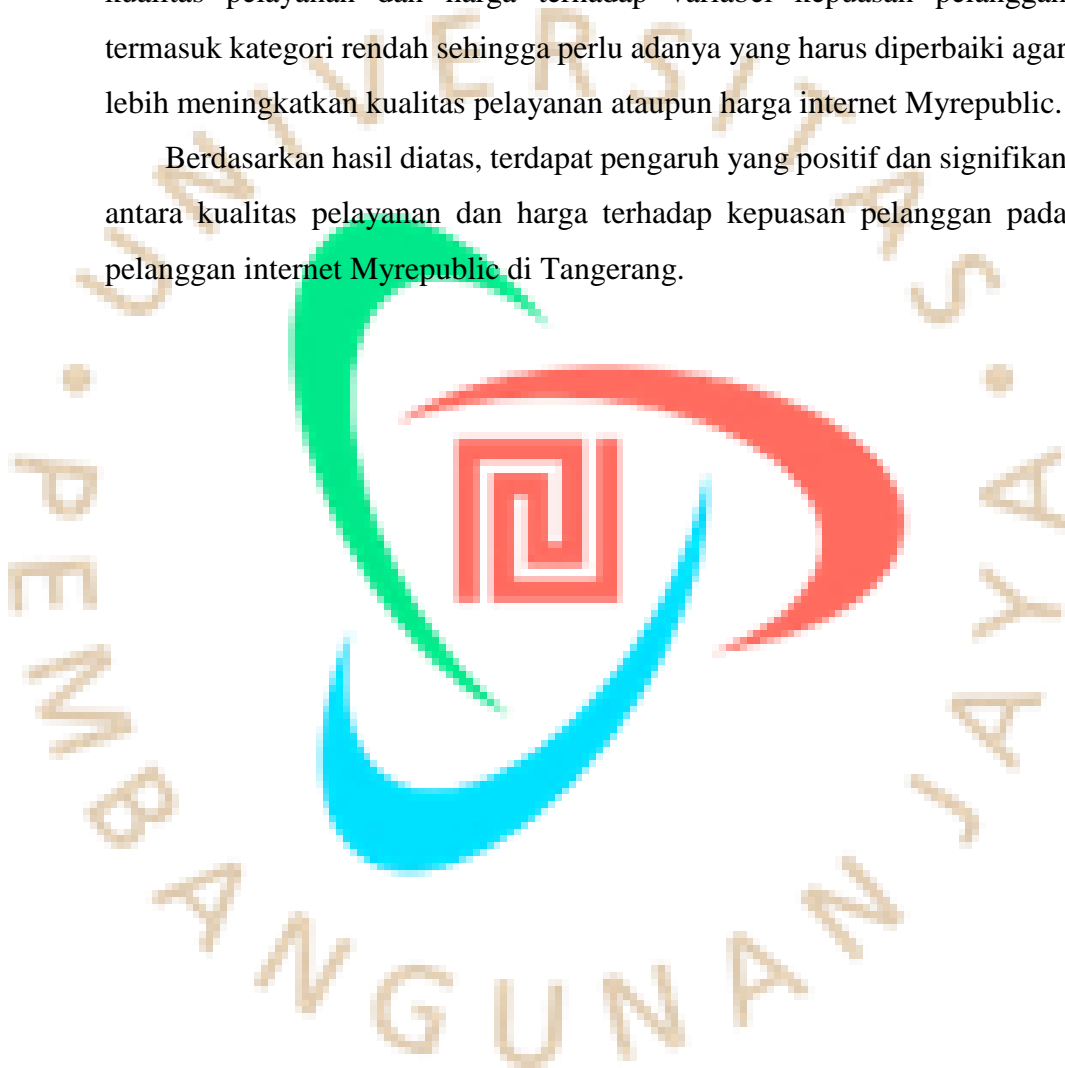 kualitas pelayanan dan harga terhadap variabel kepuasan pelanggan
termasuk kategori rendah sehingga perlu adanya yang harus diperbaiki agar
lebih meningkatkan kualitas pelayanan ataupun harga internet Myrepublic.
Berdasarkan hasil diatas, terdapat pengaruh yang positif dan signifikan
antara kualitas pelayanan dan harga terhadap kepuasan pelanggan pada
pelanggan internet Myrepublic di Tangerang.
UNIVERSITAS • PEMBANGUNAN JAYA •